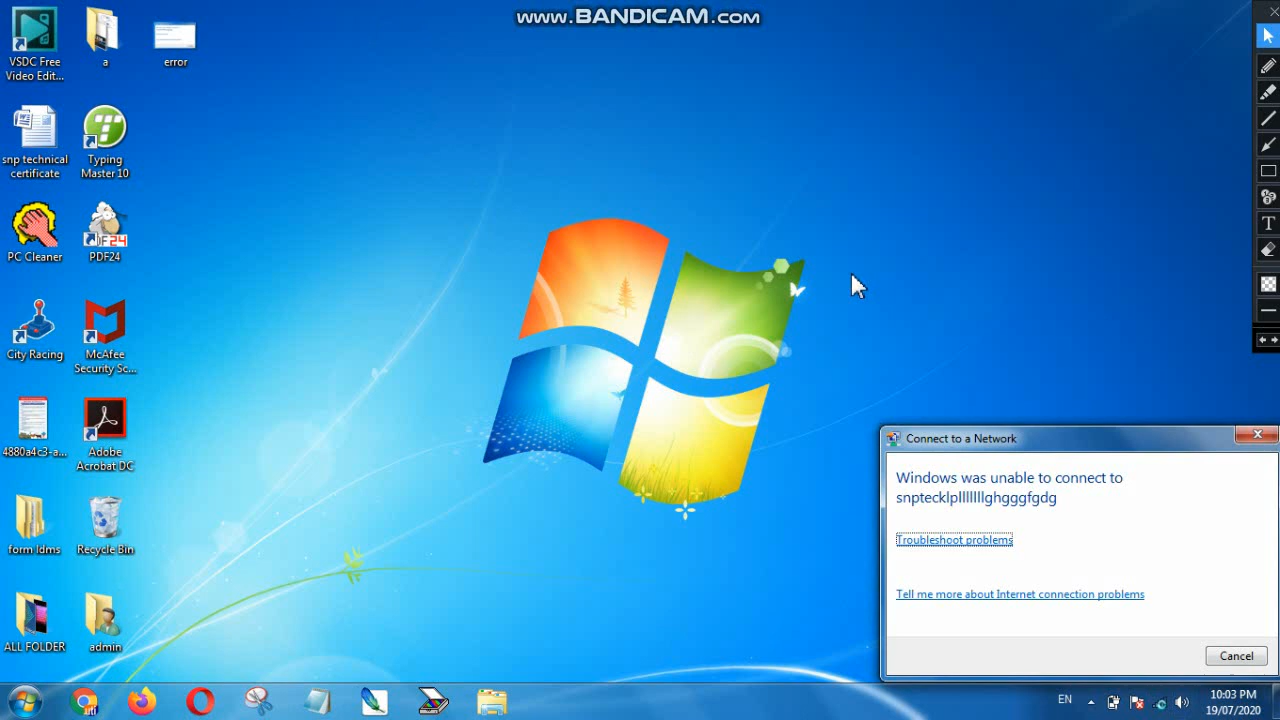 www.BANDICAM.com
VSDC Free
Video Edit...
a
error
snp technical
certificate
Typing
Master 10
PC Cleaner
PDF24
City Racing
McAfee
Security Sc...
4880a4c3-a...
Adobe
Acrobat DC
form ldms
Recycle Bin
ALL FOLDER
admin
Connect to a Network
Windows was unable to connect to
snptecklplllllllghgggfgdg
Troubleshoot problems
Tell me more about Internet connection problems
Cancel
EN
10:03 PM
19/07/2020